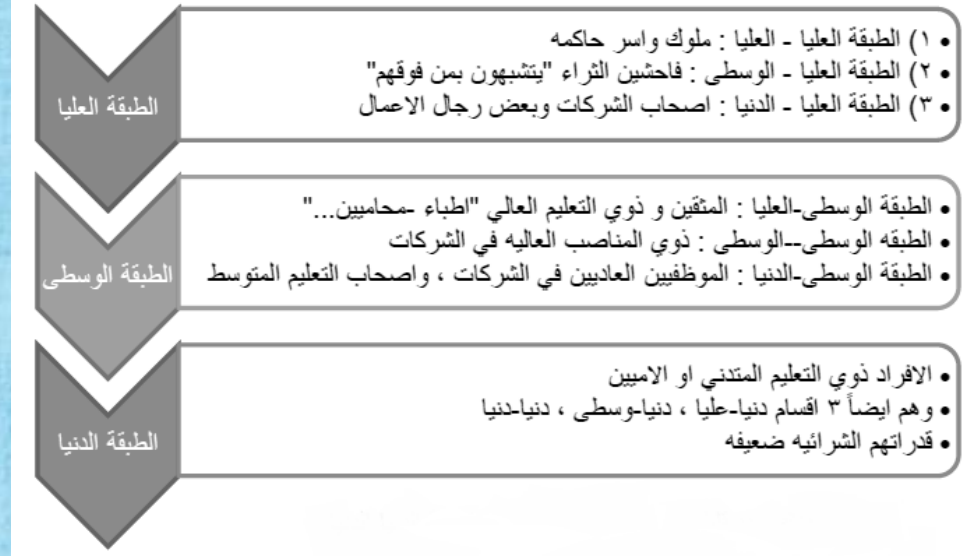 الطبقة العليا
• ١) الطبقة العليا - العليا : ملوك واسر حاكمه
• ٢) الطبقة العليا - الوسطى : فاحشين الثراء "يتشبهون بمن فوقهم"
• ٣) الطبقة العليا - الدنيا : اصحاب الشركات وبعض رجال الاعمال
الطبقة الوسطى
• الطبقة الوسطى-العليا : المثقين و ذوي التعليم العالي "اطباء -محاميين..."
• الطبقه الوسطى--الوسطى : ذوي المناصب العاليه في الشركات
• الطبقة الوسطى-الدنيا : الموظفيين العاديين في الشركات ، واصحاب التعليم المتوسط
الطبقة الدنيا
• الافراد ذوي التعليم المتدني او الاميين
• وهم ايضاً ٣ اقسام دنيا-عليا ، دنيا-وسطى ، دنيا-دنيا
• قدراتهم الشرائيه ضعيفه